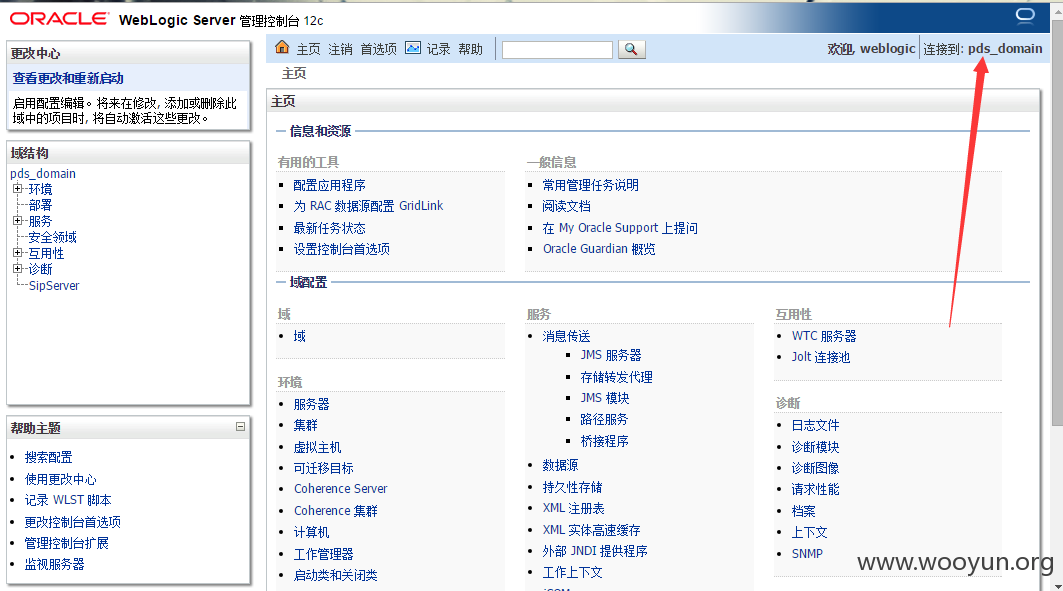 ORACLE WebLogic Server 管理控制台 12c
更改中心
查看更改和重新启动
启用配置编辑。将来在修改, 添加或删除此
域中的项目时, 将自动激活这些更改。
域结构
pds_domain
环境
部署
服务
安全领域
互用性
诊断
SipServer
帮助主题
搜索配置
使用更改中心
记录 WLST 脚本
更改控制台首选项
管理控制台扩展
监视服务器
主页 注销 首选项 记录 帮助
欢迎, weblogic 连接到: pds_domain
主页
主页
信息和资源
有用的工具
配置应用程序
为 RAC 数据源配置 GridLink
最新任务状态
设置控制台首选项
一般信息
常用管理任务说明
阅读文档
在 My Oracle Support 上提问
Oracle Guardian 概览
域配置
域
域
环境
服务器
集群
虚拟主机
可迁移目标
Coherence Server
Coherence 集群
计算机
工作管理器
启动类和关闭类
服务
消息传送
JMS 服务器
存储转发代理
JMS 模块
路径服务
桥接程序
数据源
持久性存储
XML 注册表
XML 实体高速缓存
外部 JNDI 提供程序
工作上下文
互用性
WTC 服务器
Jolt 连接池
诊断
日志文件
诊断模块
诊断图像
请求性能
档案
上下文
SNMP
www.wooyun.org